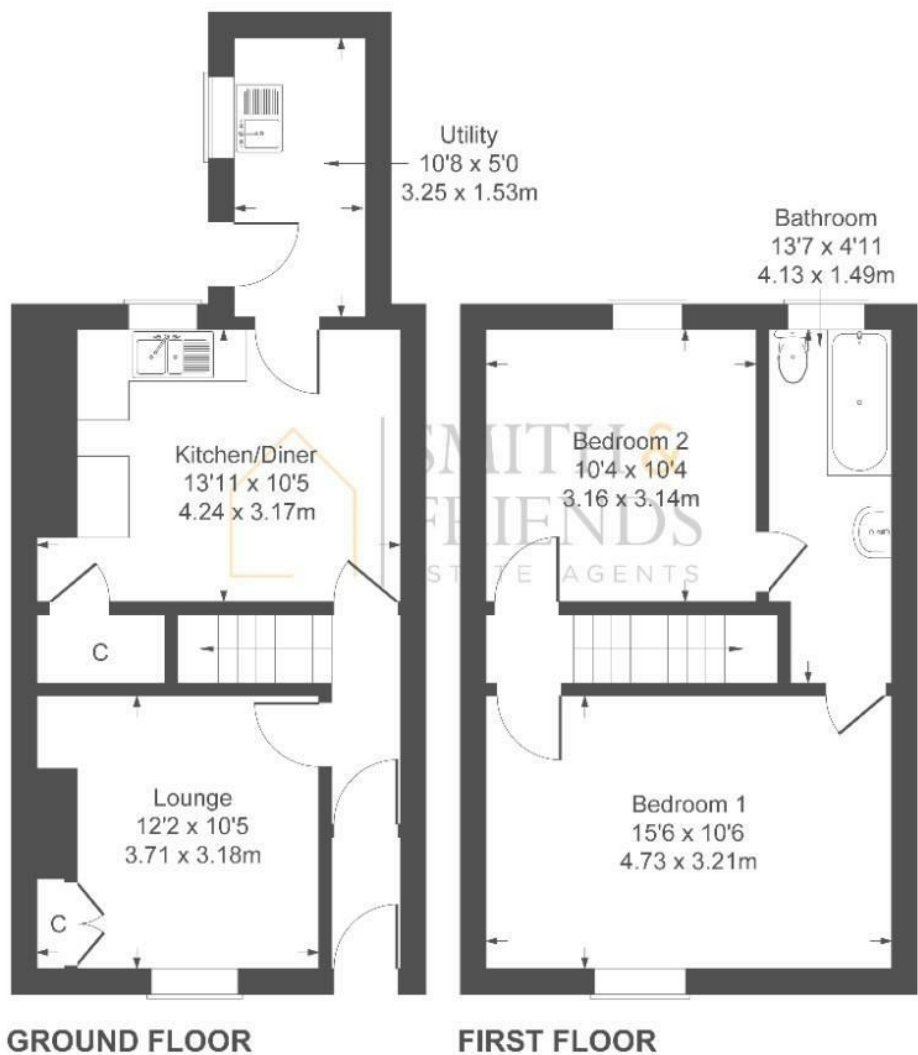 Utility
10'8 x 5'0
3.25 x 1.53m
Bathroom
13'7 x 4'11
4.13 x 1.49m
Kitchen/Diner
13'11 x 10'5
4.24 x 3.17m
Bedroom 2
10'4 x 10'4
3.16 x 3.14m
SMITH &
FRIENDS
ESTATE AGENTS
C
Lounge
12'2 x 10'5
3.71 x 3.18m
C
Bedroom 1
15'6 x 10'6
4.73 x 3.21m
GROUND FLOOR
FIRST FLOOR